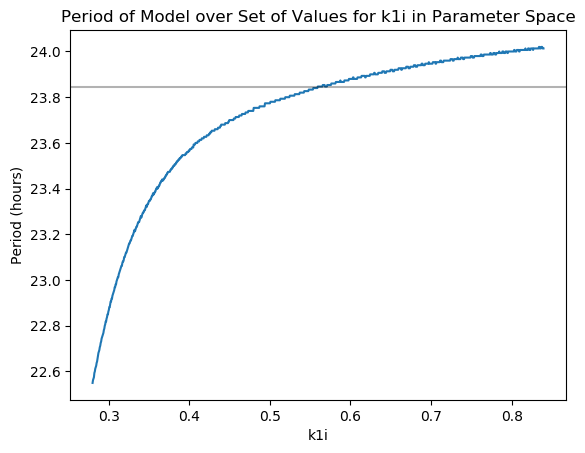 Period of Model over Set of Values for k1i in Parameter Space
24.0
23.8
23.6
23.4
23.2
23.0
22.8
22.6
Period (hours)
0.3 0.4 0.5 0.6 0.7 0.8
k1i